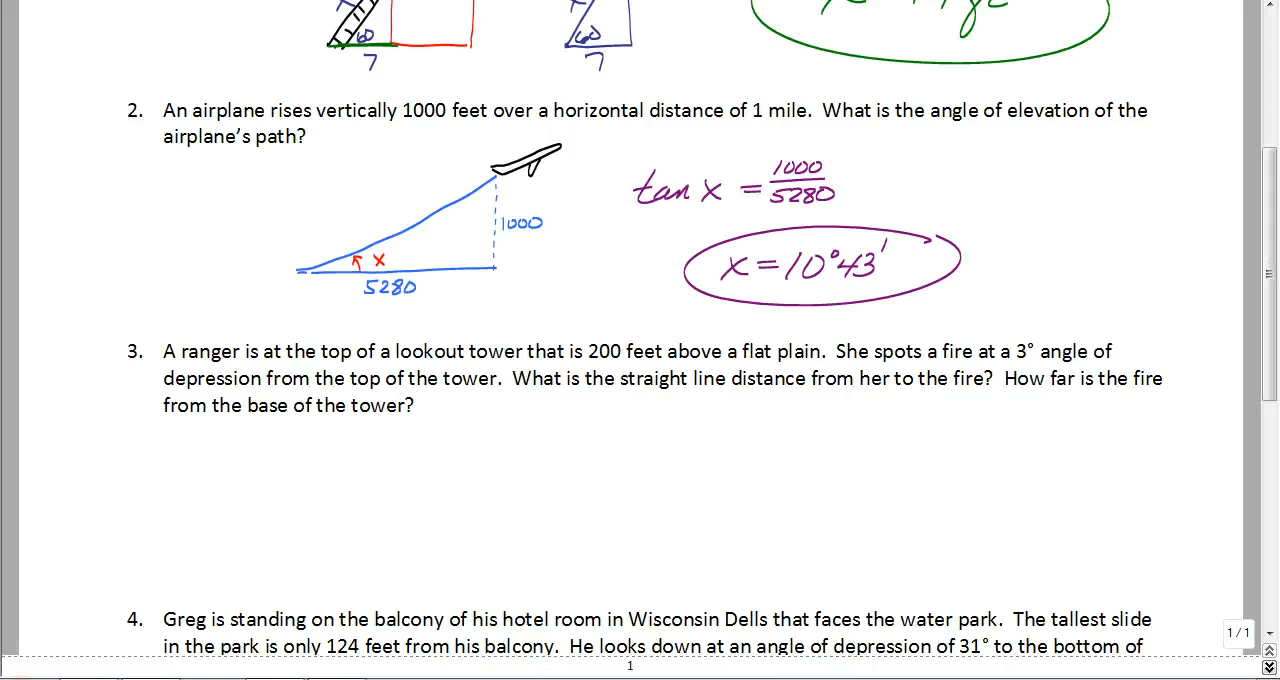 60
7
60
7
2. An airplane rises vertically 1000 feet over a horizontal distance of 1 mile. What is the angle of elevation of the
airplane's path?
1000
x
5280
tan x = 1000/5280
x = 10°43'
3. A ranger is at the top of a lookout tower that is 200 feet above a flat plain. She spots a fire at a 3° angle of
depression from the top of the tower. What is the straight line distance from her to the fire? How far is the fire
from the base of the tower?
4. Greg is standing on the balcony of his hotel room in Wisconsin Dells that faces the water park. The tallest slide
in the park is only 124 feet from his balcony. He looks down at an angle of depression of 31° to the bottom of
1
1/1